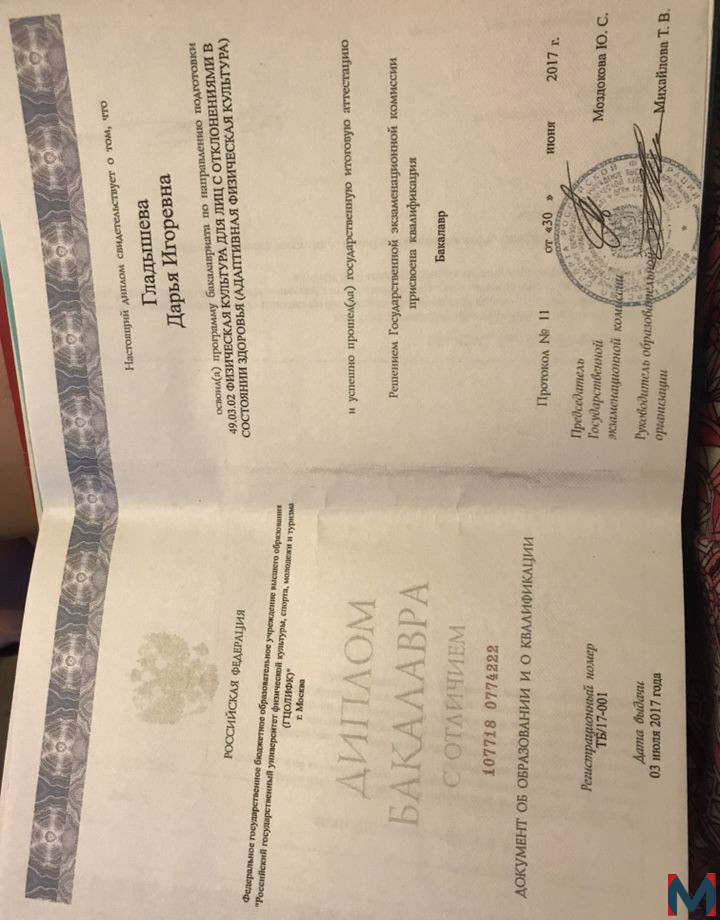 РОССИЙСКАЯ ФЕДЕРАЦИЯ
Федеральное государственное бюджетное образовательное учреждение высшего образования
"Российский государственный университет физической культуры, спорта, молодежи и туризма
(ГЦОЛИФК)"
г. Москва
ДИПЛОМ
БАКАЛАВРА
С ОТЛИЧИЕМ
107718 0774222
ДОКУМЕНТ ОБ ОБРАЗОВАНИИ И О КВАЛИФИКАЦИИ
Регистрационный номер
ТБ/17-001
Дата выдачи
03 июля 2017 года
Настоящий диплом свидетельствует о том, что
Гладышева
Дарья Игоревна
освоил(а) программу бакалавриата по направлению подготовки
49.03.02 ФИЗИЧЕСКАЯ КУЛЬТУРА ДЛЯ ЛИЦ С ОТКЛОНЕНИЯМИ В
СОСТОЯНИИ ЗДОРОВЬЯ (АДАПТИВНАЯ ФИЗИЧЕСКАЯ КУЛЬТУРА)
и успешно прошел(ла) государственную итоговую аттестацию
Решением Государственной экзаменационной комиссии
присвоена квалификация
Бакалавр
Протокол № 11 от «30 » июня 2017 г.
Председатель
Государственной
экзаменационной комиссии Моздокова Ю. С.
Руководитель образовательной
организации Михайлова Т. В.
M